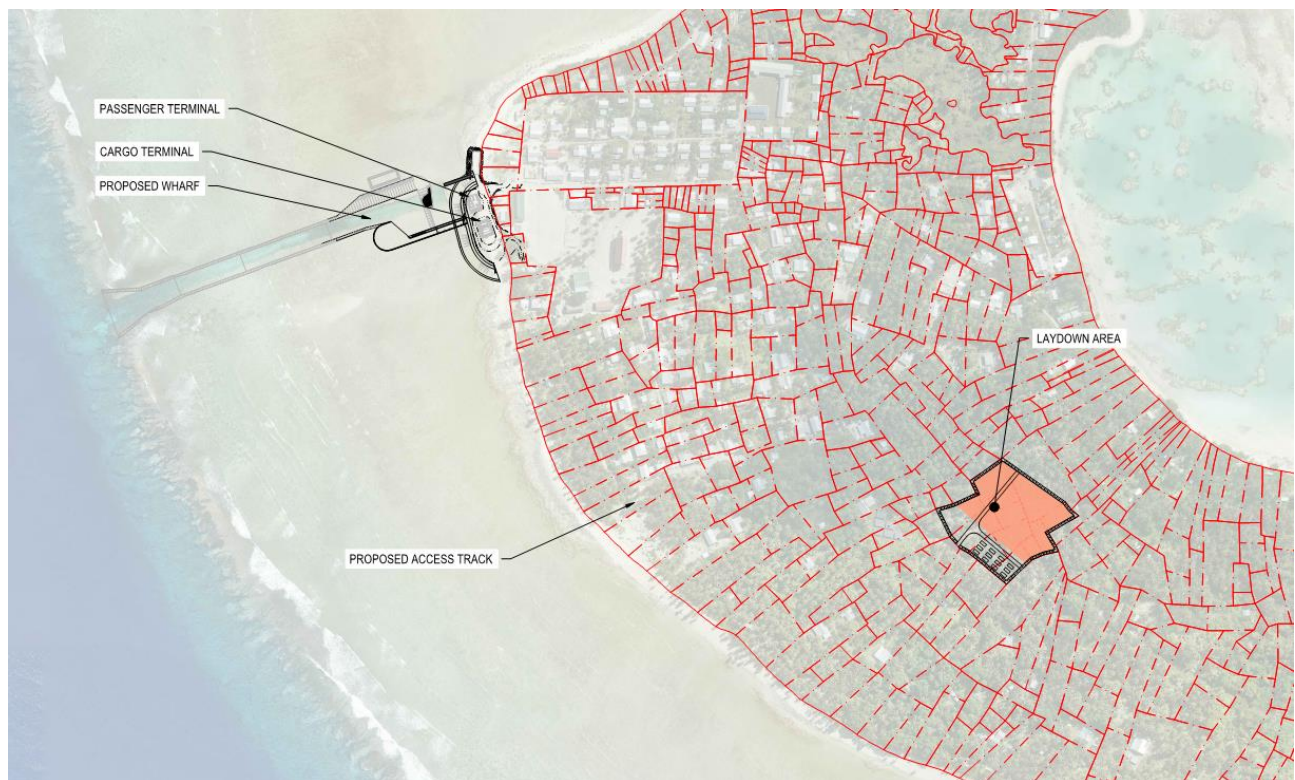 PASSENGER TERMINAL
CARGO TERMINAL
PROPOSED WHARF
LAYDOWN AREA
PROPOSED ACCESS TRACK